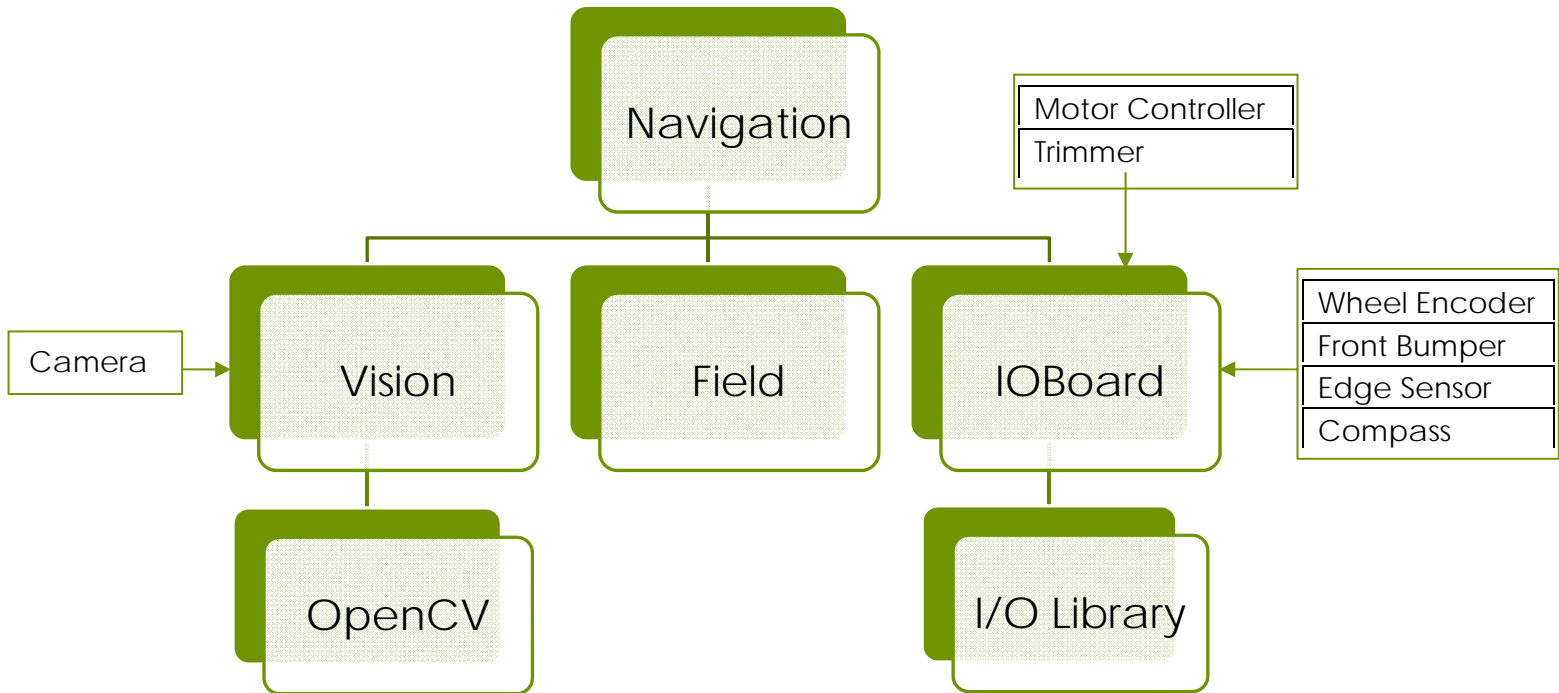 Navigation
Motor Controller
Trimmer
Camera
Vision
Field
IOBoard
Wheel Encoder
Front Bumper
Edge Sensor
Compass
OpenCV
I/O Library